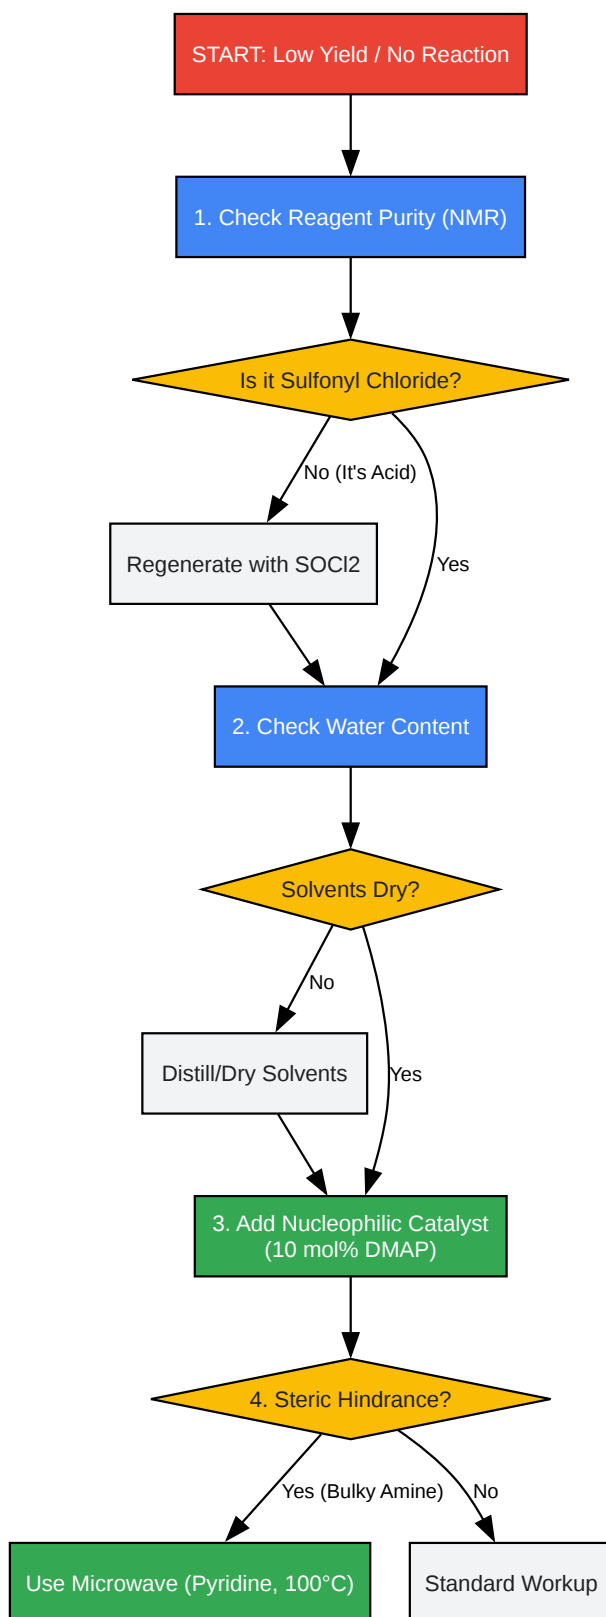 START: Low Yield / No Reaction
1. Check Reagent Purity (NMR)
Is it Sulfonyl Chloride?
No (It's Acid)
Regenerate with SOCl2
Yes
2. Check Water Content
Solvents Dry?
No
Distill/Dry Solvents
Yes
3. Add Nucleophilic Catalyst
(10 mol% DMAP)
4. Steric Hindrance?
Yes (Bulky Amine)
No
Use Microwave (Pyridine, 100°C)
Standard Workup